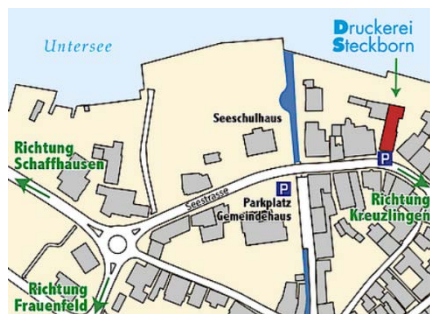 Untersee
Druckerei
Steckborn
Seeschulhaus
Richtung
Schaffhausen
P
P
Seestrasse
Parkplatz
Gemeindehaus
Richtung
Kreuzlingen
Richtung
Frauenfeld